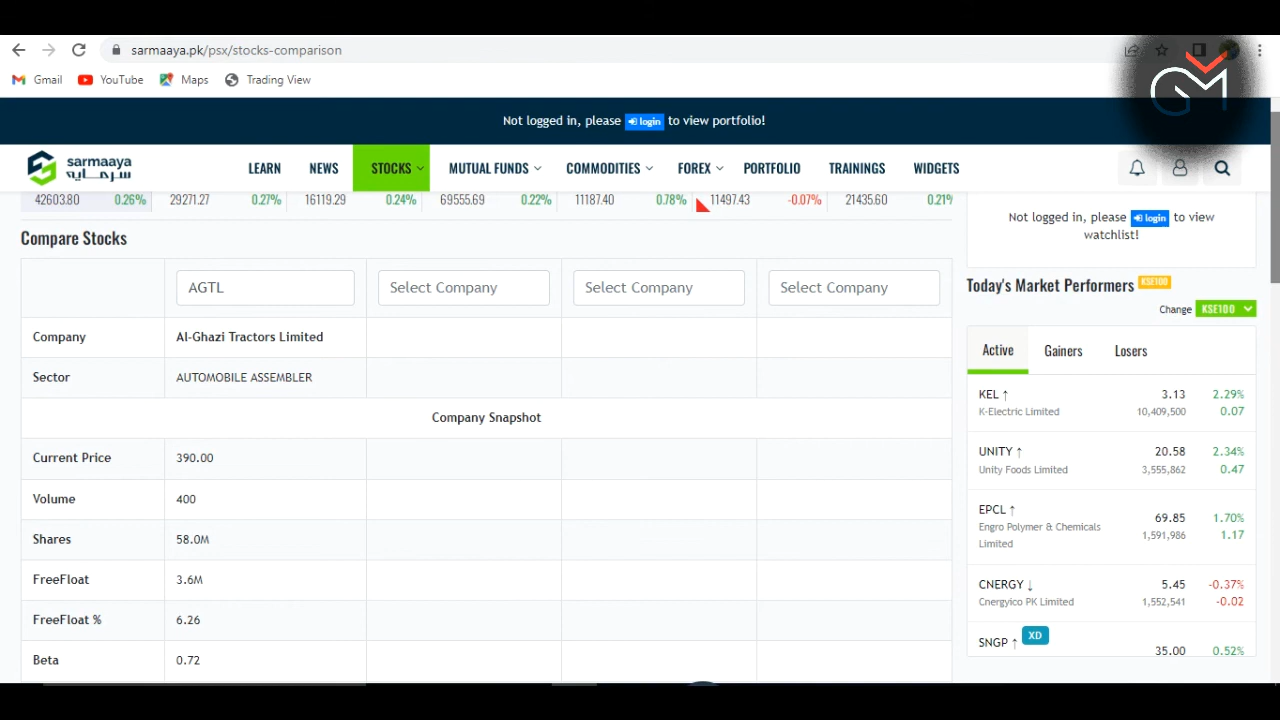 sarmaaya.pk/psx/stocks-comparison
Gmail YouTube Maps Trading View
GM
Not logged in, please login to view portfolio!
sarmaaya
سرمایہ
LEARN NEWS STOCKS MUTUAL FUNDS COMMODITIES FOREX PORTFOLIO TRAININGS WIDGETS
42603.80 0.26% 29271.27 0.27% 16119.29 0.24% 69555.69 0.22% 11187.40 0.78% 11497.43 -0.07% 21435.60 0.21%
Not logged in, please login to view
watchlist!
Compare Stocks
AGTL Select Company Select Company Select Company
Company Al-Ghazi Tractors Limited
Sector AUTOMOBILE ASSEMBLER
Company Snapshot
Current Price 390.00
Volume 400
Shares 58.0M
FreeFloat 3.6M
FreeFloat % 6.26
Beta 0.72
Today's Market Performers KSE100
Change KSE100
Active Gainers Losers
KEL ↑ 3.13 2.29%
K-Electric Limited 10,409,500 0.07
UNITY ↑ 20.58 2.34%
Unity Foods Limited 3,555,862 0.47
EPCL ↑ 69.85 1.70%
Engro Polymer & Chemicals 1,591,986 1.17
Limited
CNERGY ↓ 5.45 -0.37%
Cnergyico PK Limited 1,552,541 -0.02
SNGP ↑ XD 35.00 0.52%